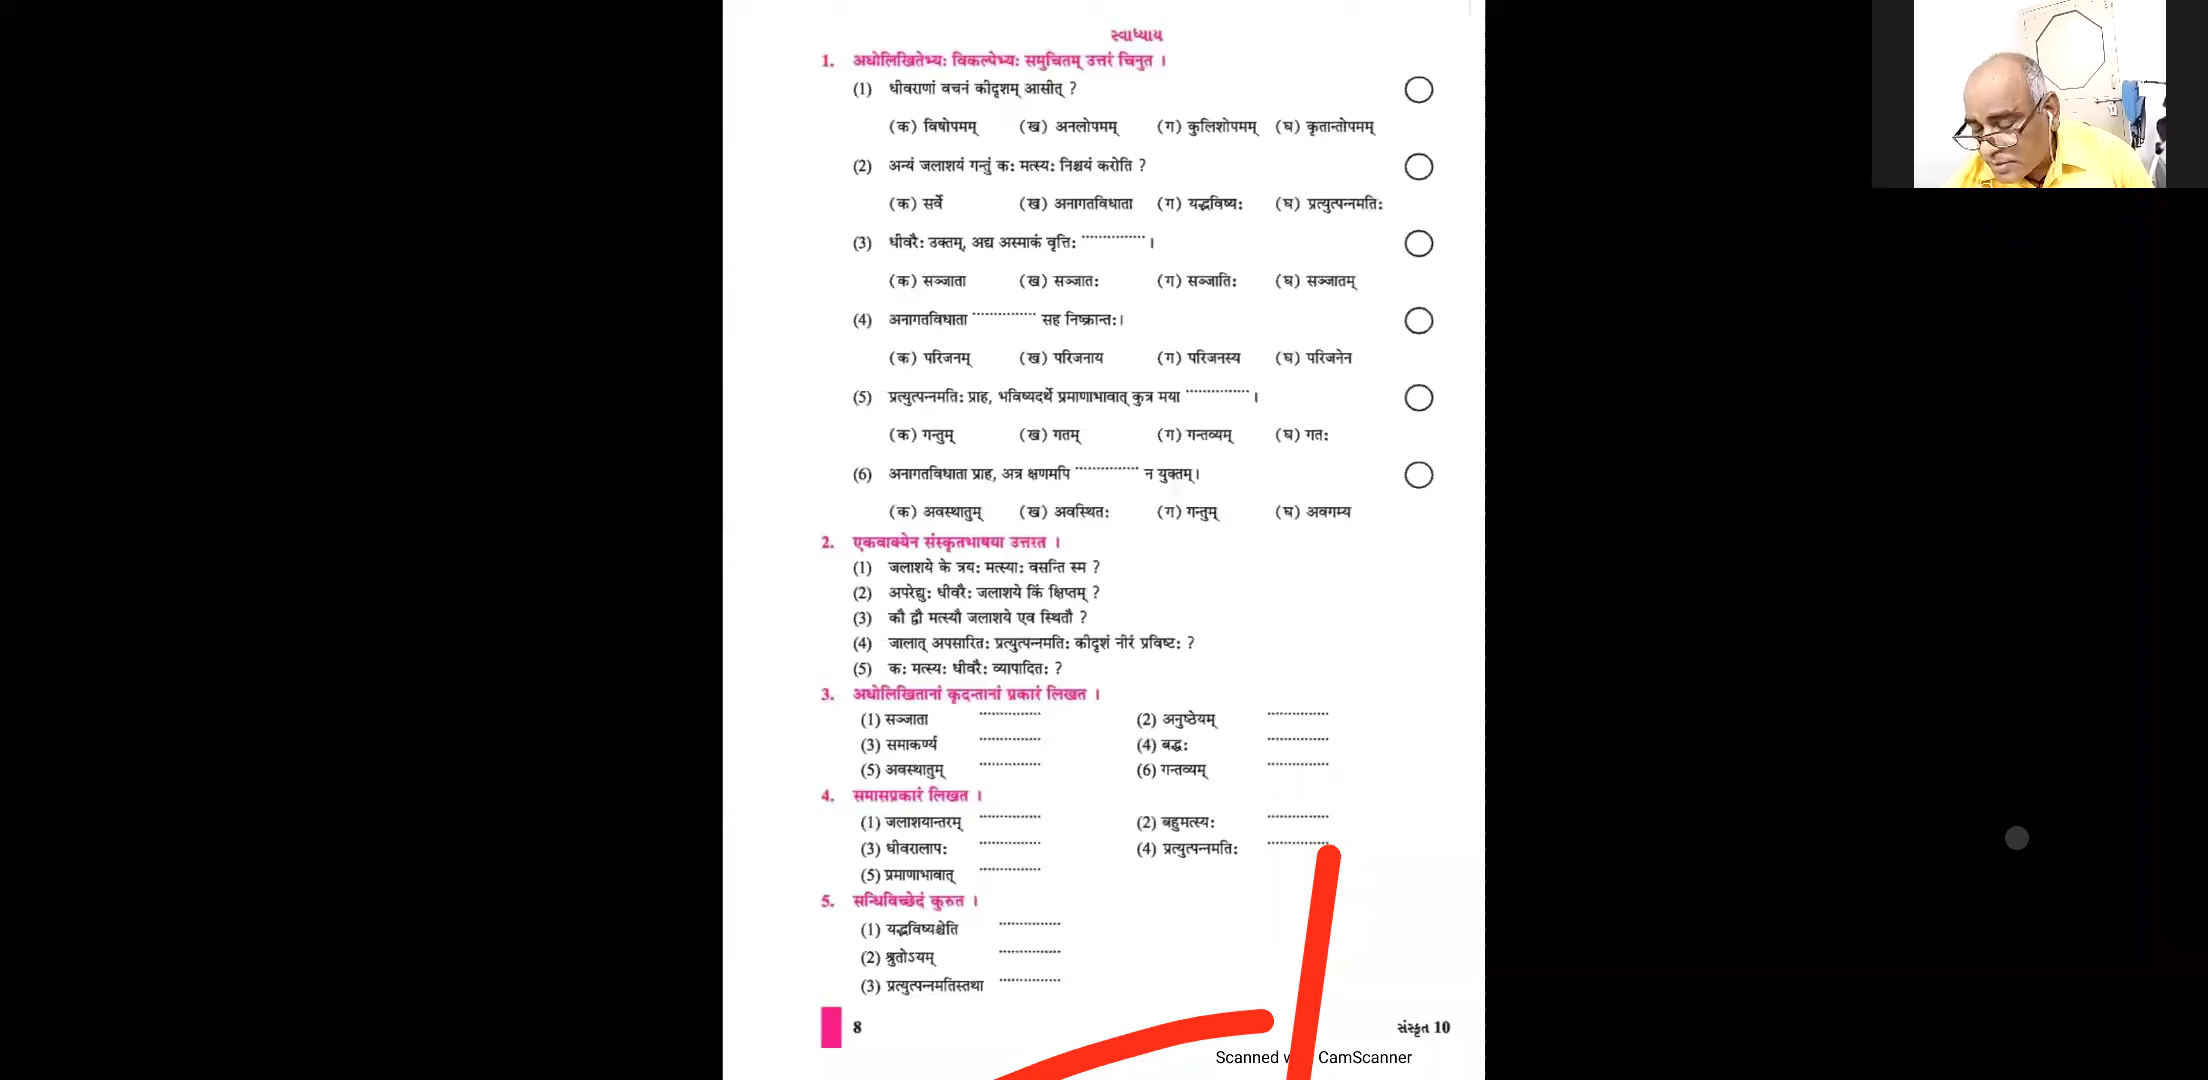 સ્વાધ્યાય
1. अधोलिखितेभ्यः विकल्पेभ्यः समुचितम् उत्तरं चिनुत ।
(1) धीवराणां वचनं कीदृशम् आसीत् ?
(क) विषोपमम् (ख) अनलोपमम् (ग) कुलिशोपमम् (घ) कृतान्तोपमम्
(2) अन्यं जलाशयं गन्तुं कः मत्स्यः निश्चयं करोति ?
(क) सर्वे (ख) अनागतविधाता (ग) यद्भविष्यः (घ) प्रत्युत्पन्नमतिः
(3) धीवरैः उक्तम्, अद्य अस्माकं वृत्तिः ............... ।
(क) सञ्जाता (ख) सञ्जातः (ग) सञ्जातिः (घ) सञ्जातम्
(4) अनागतविधाता ............... सह निष्क्रान्तः।
(क) परिजनम् (ख) परिजनाय (ग) परिजनस्य (घ) परिजनेन
(5) प्रत्युत्पन्नमतिः प्राह, भविष्यदर्थे प्रमाणाभावात् कुत्र मया ............... ।
(क) गन्तुम् (ख) गतम् (ग) गन्तव्यम् (घ) गतः
(6) अनागतविधाता प्राह, अत्र क्षणमपि ............... न युक्तम्।
(क) अवस्थातुम् (ख) अवस्थितः (ग) गन्तुम् (घ) अवगम्य
2. एकवाक्येन संस्कृतभाषया उत्तरत ।
(1) जलाशये के त्रयः मत्स्याः वसन्ति स्म ?
(2) अपरेद्युः धीवरैः जलाशये किं क्षिप्तम् ?
(3) कौ द्वौ मत्स्यौ जलाशये एव स्थितौ ?
(4) जालात् अपसारितः प्रत्युत्पन्नमतिः कीदृशं नीरं प्रविष्टः ?
(5) कः मत्स्यः धीवरैः व्यापादितः ?
3. अधोलिखितानां कृदन्तानां प्रकारं लिखत ।
(1) सञ्जाता ............... (2) अनुष्ठेयम् ...............
(3) समाकर्ण्य ............... (4) बद्धः ...............
(5) अवस्थातुम् ............... (6) गन्तव्यम् ...............
4. समासप्रकारं लिखत ।
(1) जलाशयान्तरम् ............... (2) बहुमत्स्यः ...............
(3) धीवरालापः ............... (4) प्रत्युत्पन्नमतिः ...............
(5) प्रमाणाभावात् ...............
5. सन्धिविच्छेदं कुरुत ।
(1) यद्भविष्यश्चेति ...............
(2) श्रुतोऽयम् ...............
(3) प्रत्युत्पन्नमतिस्तथा ...............
8 સંસ્કૃત 10
Scanned CamScanner